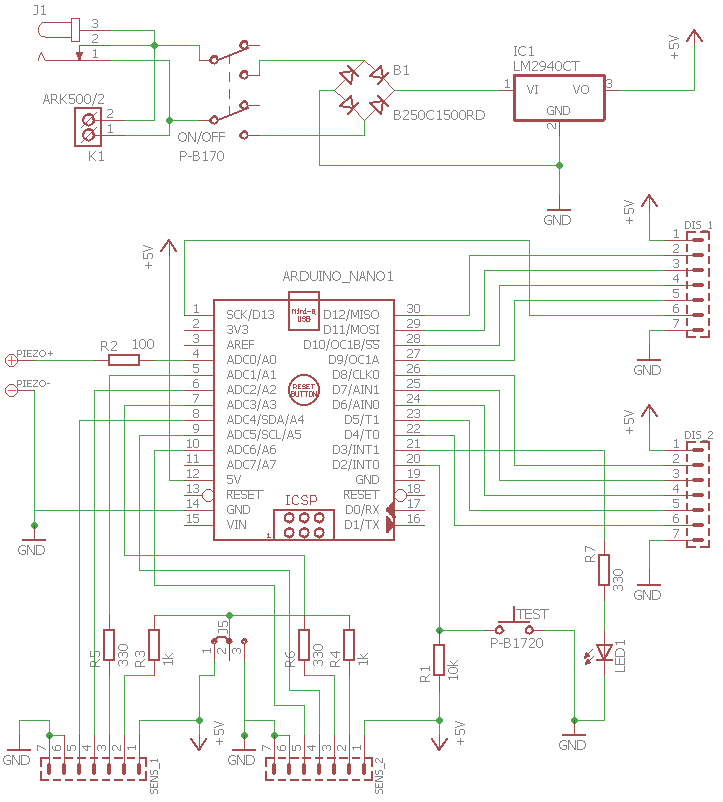 J1
3
2
1
ARK500/2
2
1
K1
ON/OFF
P-B170
B1
B250C1500RD
IC1
LM2940CT
1 VI VO 3
GND
2
GND
+5V
+5V
DIS_1
1
2
3
4
5
6
7
GND
+5V
DIS_2
1
2
3
4
5
6
7
GND
+5V
ARDUINO_NANO1
Mini-B
USB
RESET
BUTTON
ICSP
1
1 SCK/D13 D12/MISO 30
2 3V3 D11/MOSI 29
3 AREF D10/OC1B/SS 28
4 ADC0/A0 D9/OC1A 27
5 ADC1/A1 D8/CLK0 26
6 ADC2/A2 D7/AIN1 25
7 ADC3/A3 D6/AIN0 24
8 ADC4/SDA/A4 D5/T1 23
9 ADC5/SCL/A5 D4/T0 22
10 ADC6/A6 D3/INT1 21
11 ADC7/A7 D2/INT0 20
12 5V GND 19
13 RESET RESET 18
14 GND D0/RX 17
15 VIN D1/TX 16
PIEZO+
PIEZO-
R2 100
GND
R5 330
R3 1k
J5
1 2 3
R6 330
R4 1k
R1 10k
TEST
P-B1720
R7 330
LED1
GND
+5V
+5V
GND
GND
7 6 5 4 3 2 1
SENS_1
7 6 5 4 3 2 1
SENS_2